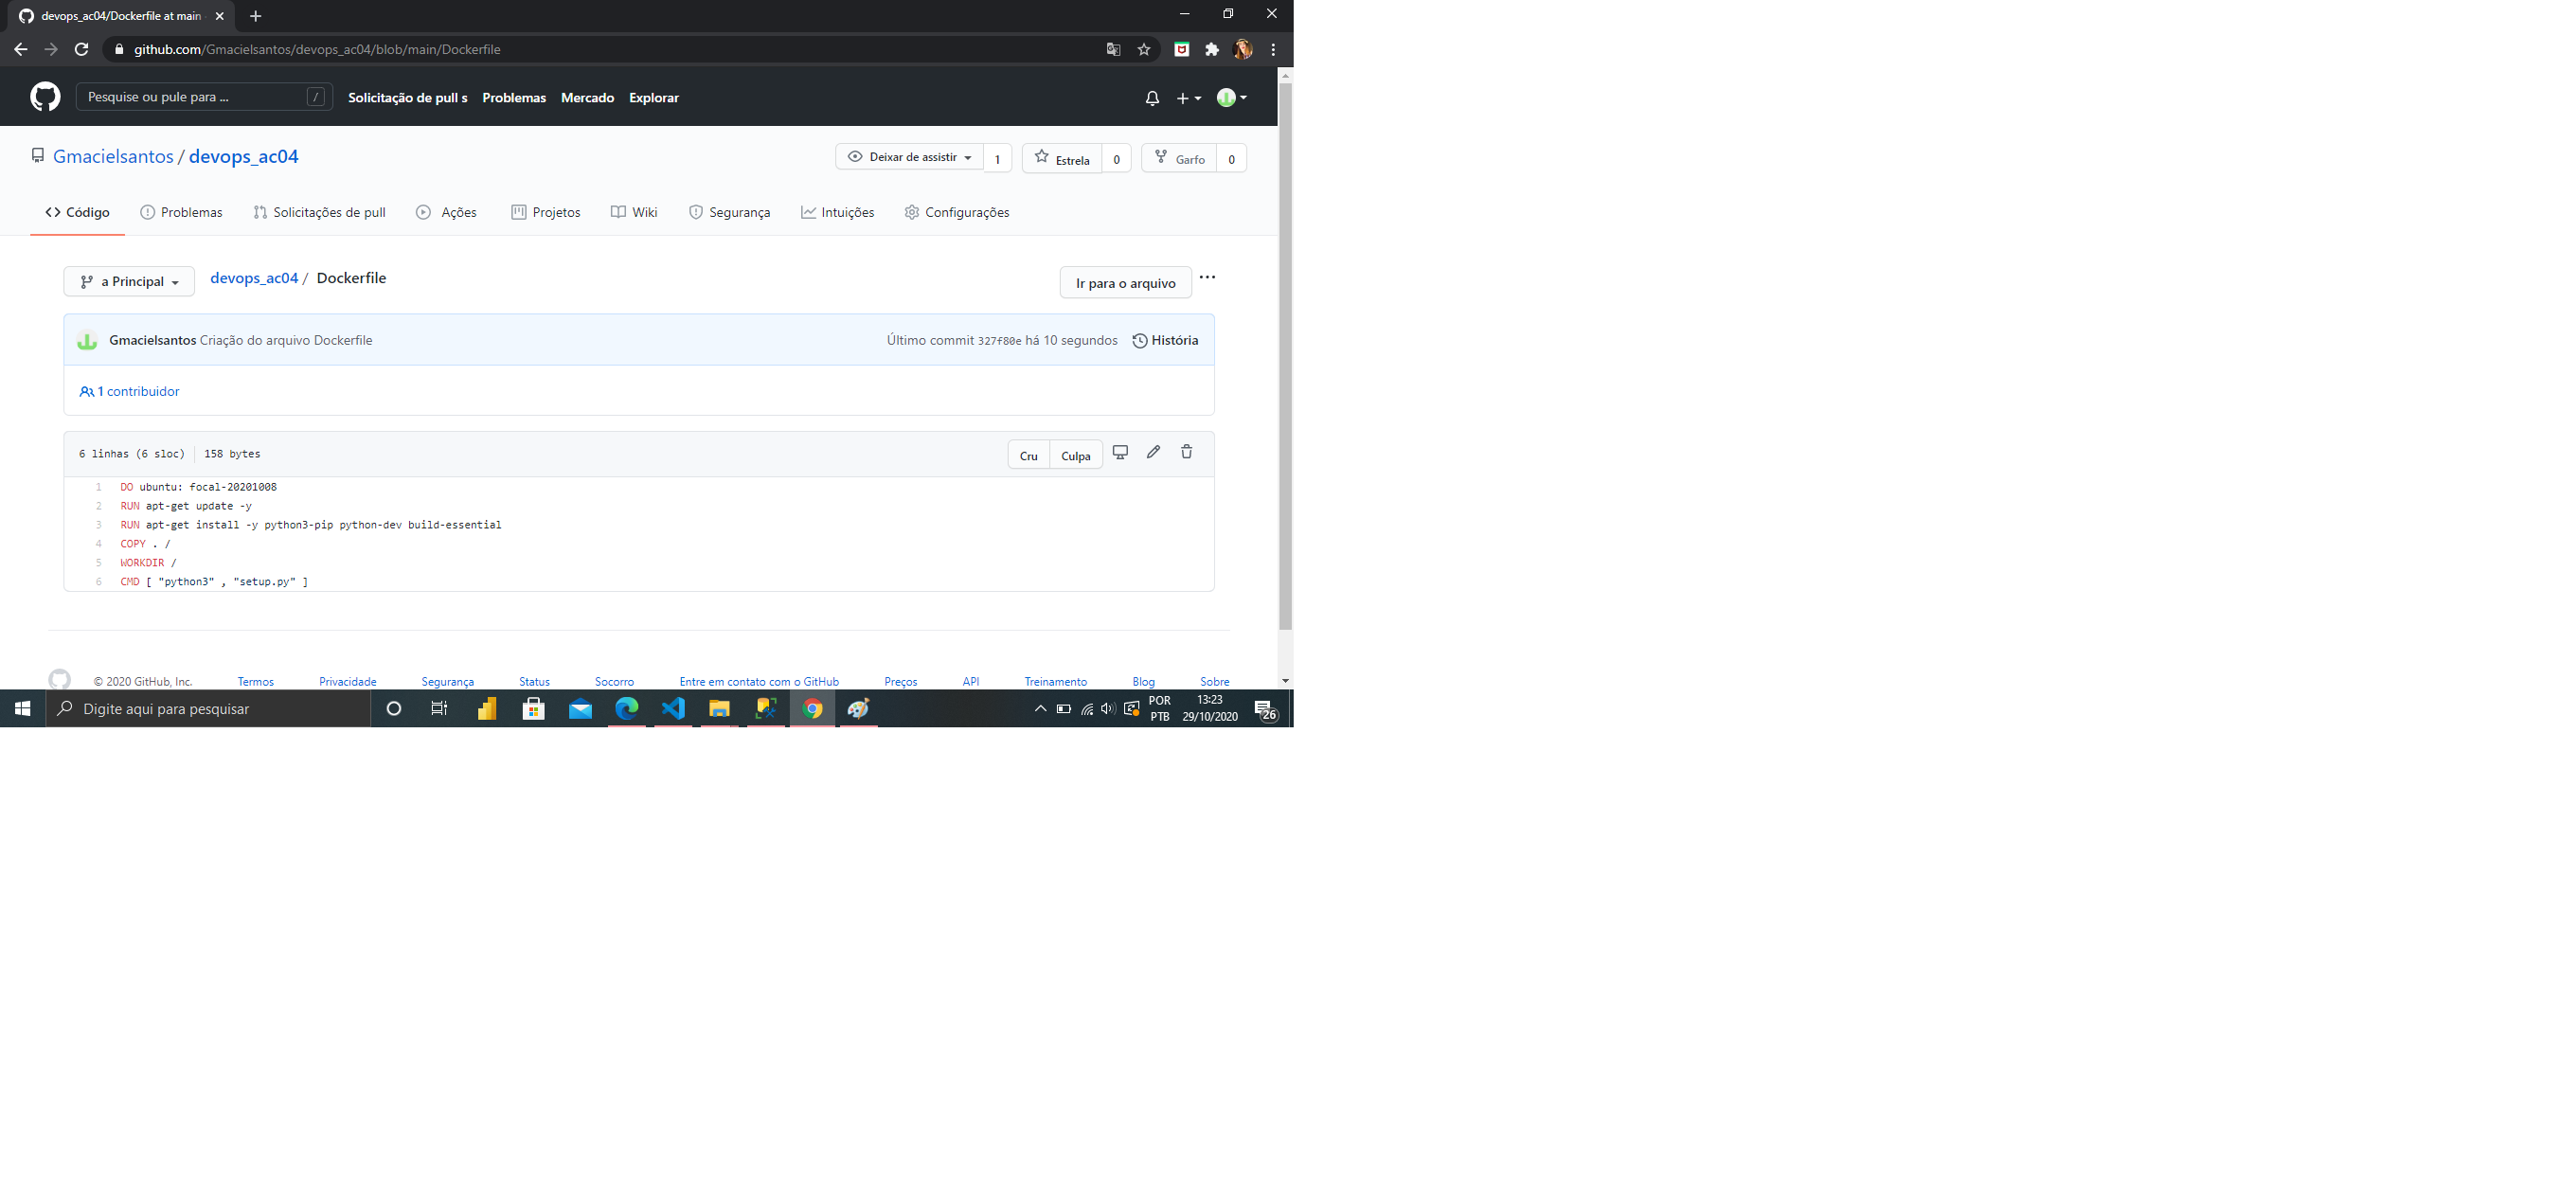 devops_ac04/Dockerfile at main
github.com/Gmacielsantos/devops_ac04/blob/main/Dockerfile
Pesquise ou pule para ... / Solicitação de pull s Problemas Mercado Explorar
Gmacielsantos / devops_ac04 Deixar de assistir 1 Estrela 0 Garfo 0
Código Problemas Solicitações de pull Ações Projetos Wiki Segurança Intuições Configurações
a Principal devops_ac04 / Dockerfile Ir para o arquivo ...
Gmacielsantos Criação do arquivo Dockerfile Último commit 327f80e há 10 segundos História
1 contribuidor
6 linhas (6 sloc) 158 bytes Cru Culpa
1 DO ubuntu: focal-20201008
2 RUN apt-get update -y
3 RUN apt-get install -y python3-pip python-dev build-essential
4 COPY . /
5 WORKDIR /
6 CMD [ "python3" , "setup.py" ]
© 2020 GitHub, Inc. Termos Privacidade Segurança Status Socorro Entre em contato com o GitHub Preços API Treinamento Blog Sobre
Digite aqui para pesquisar
POR
PTB
13:23
29/10/2020
26